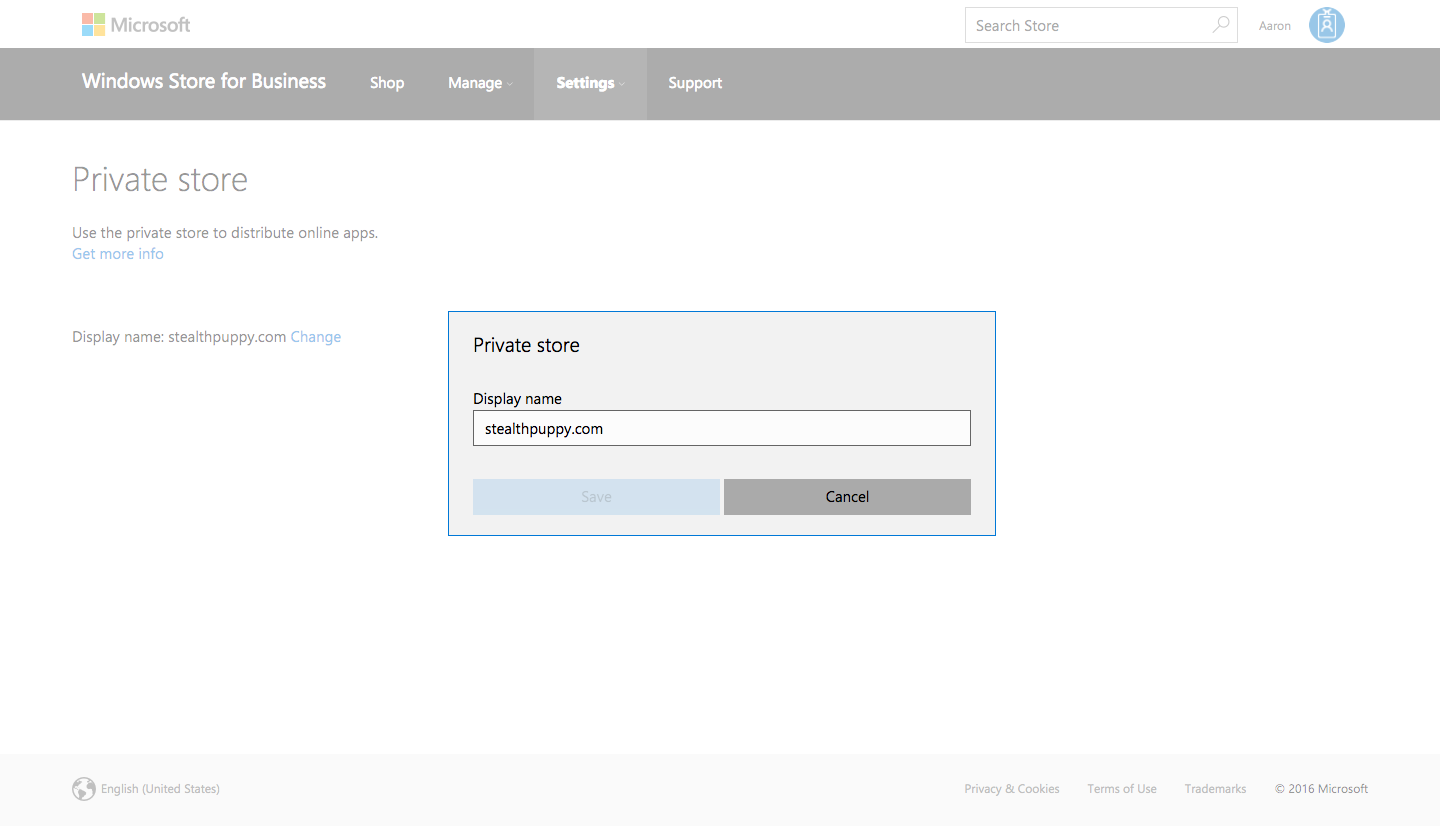 Microsoft
Search Store
Aaron
Windows Store for Business
Shop
Manage
Settings
Support
Private store
Use the private store to distribute online apps.
Get more info
Display name: stealthpuppy.com Change
Private store
Display name
stealthpuppy.com
Save
Cancel
English (United States)
Privacy & Cookies
Terms of Use
Trademarks
© 2016 Microsoft